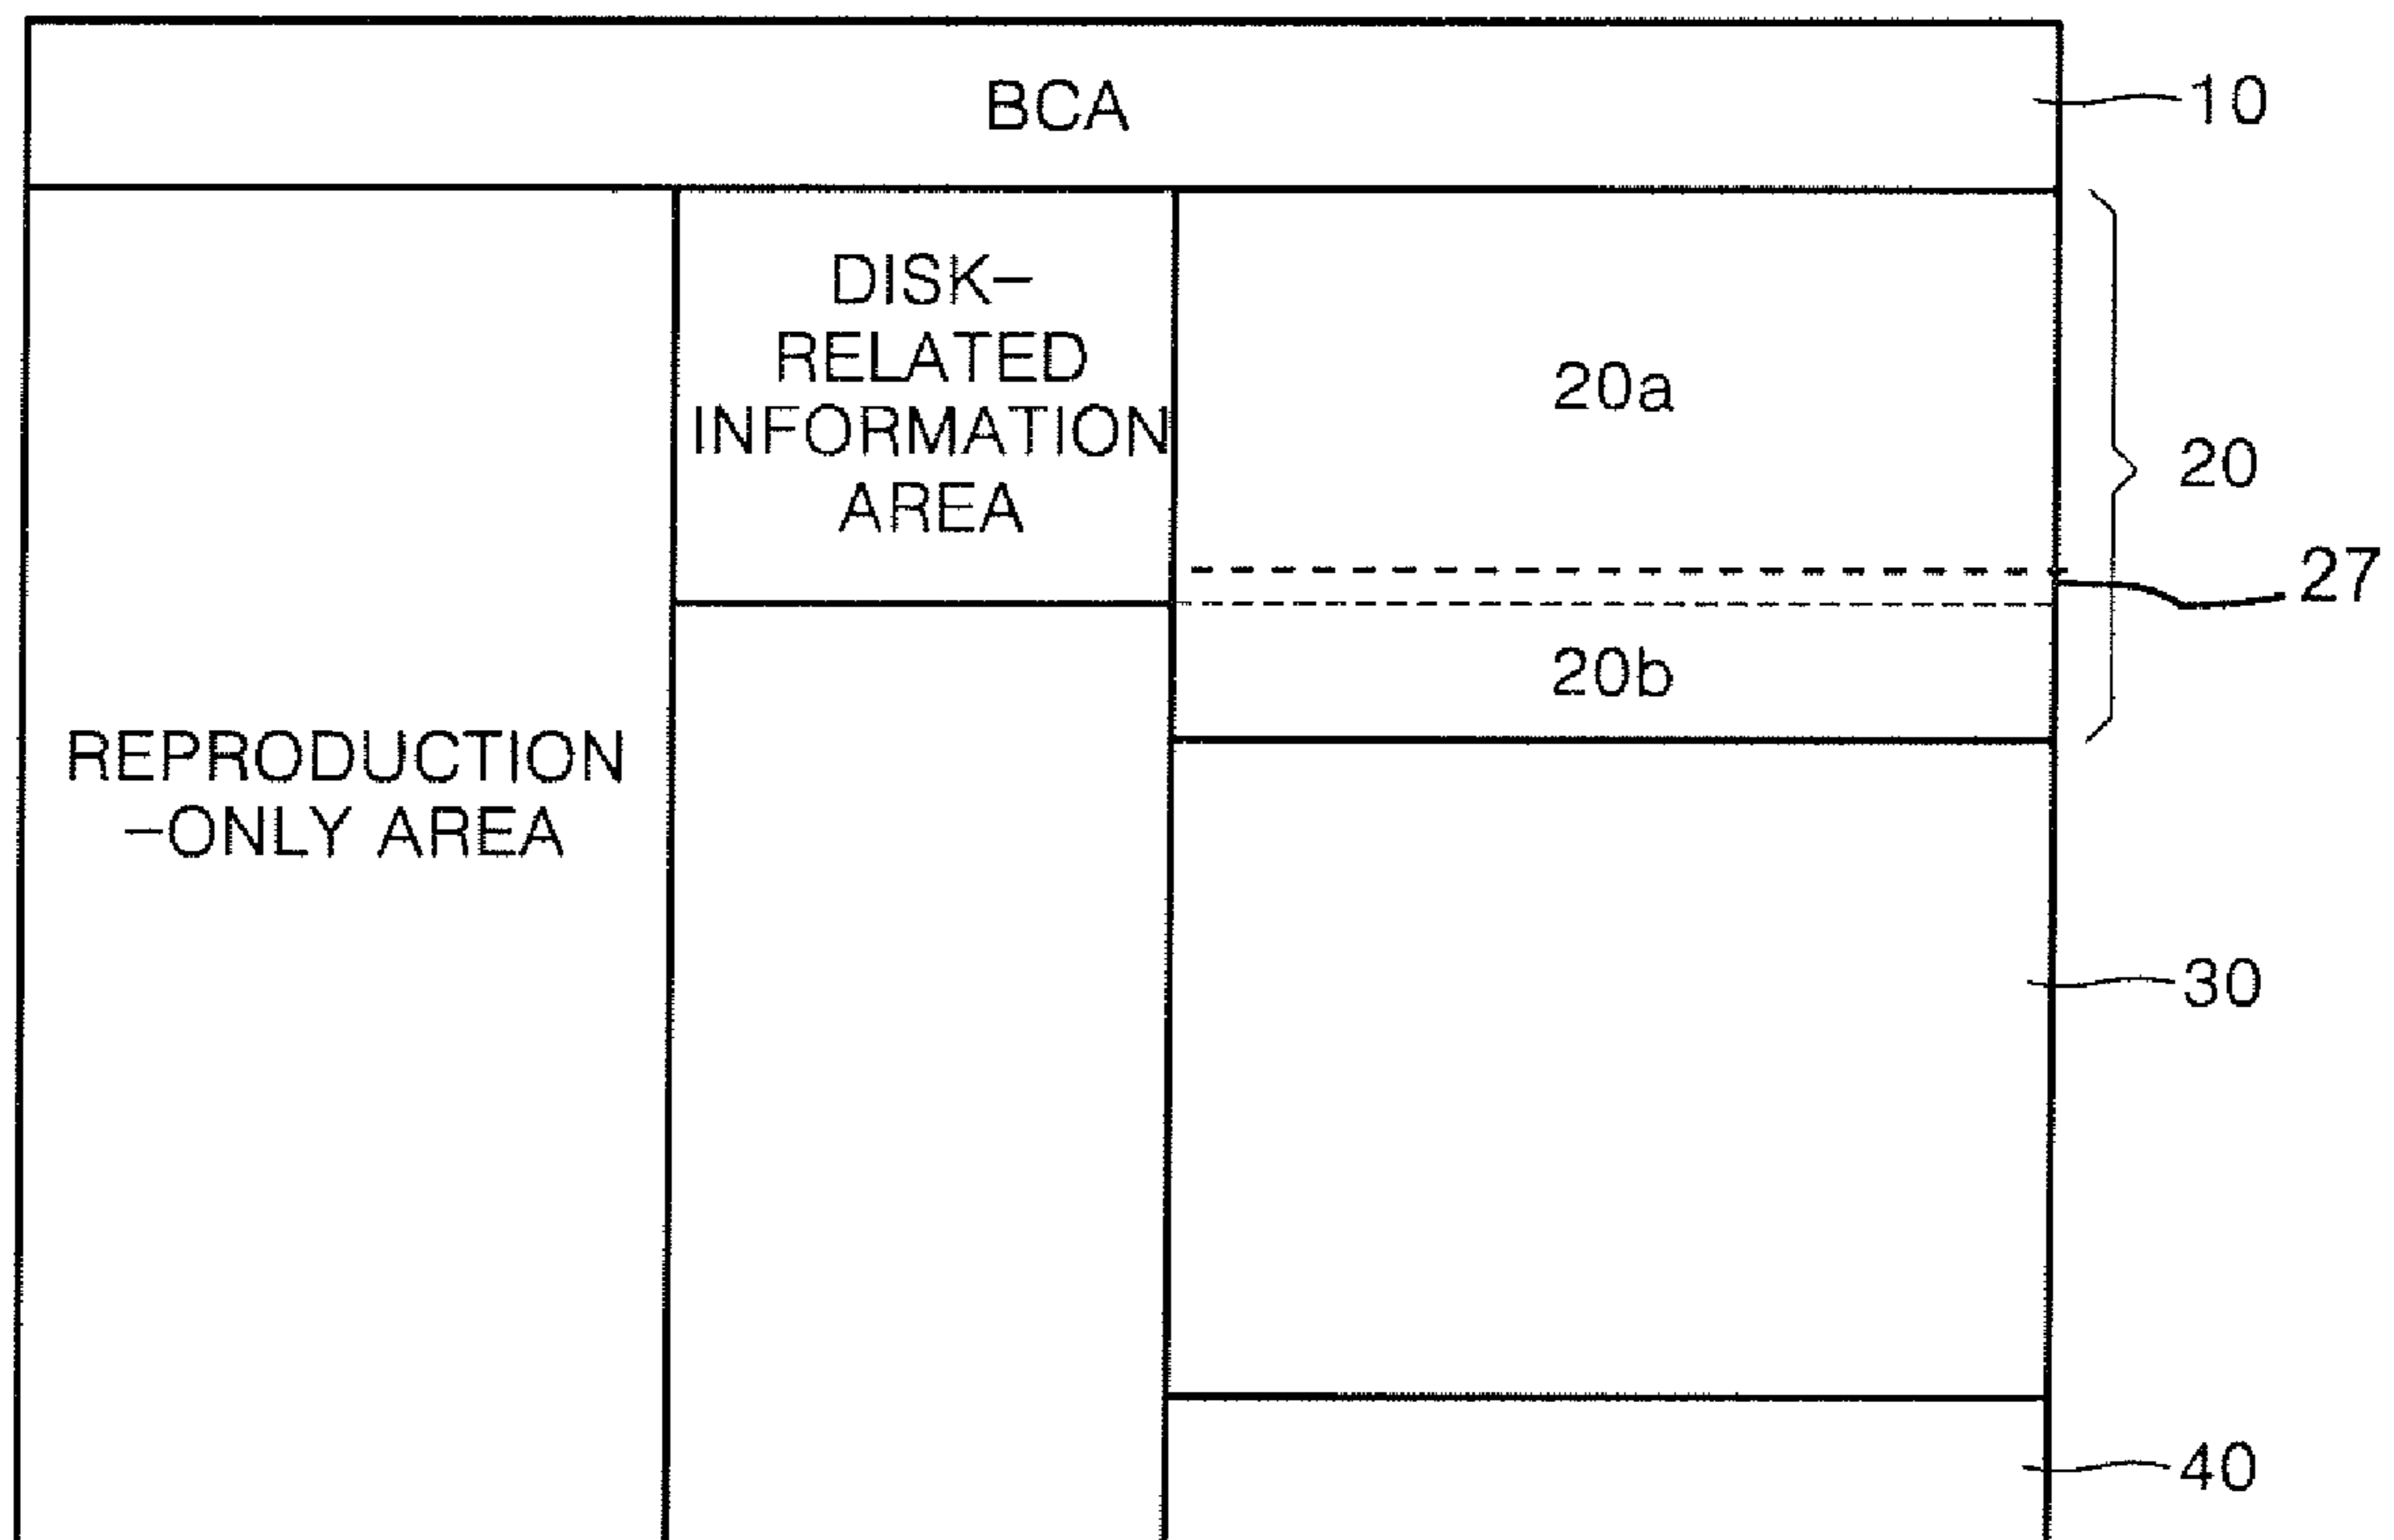 BCA
10
DISK-
RELATED
INFORMATION
AREA
20a
20
27
20b
REPRODUCTION
-ONLY AREA
30
40